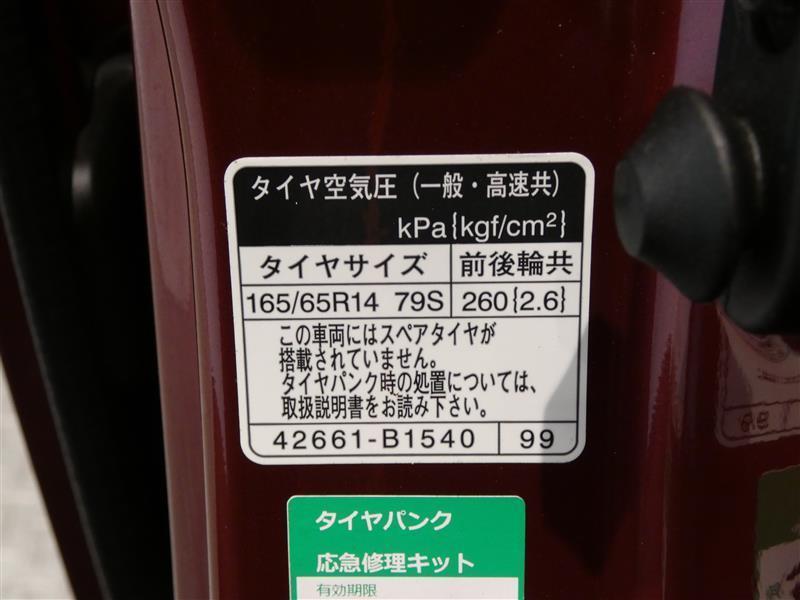 タイヤ空気圧（一般・高速共）
kPa{kgf/cm²}
タイヤサイズ 前後輪共
165/65R14 79S 260{2.6}
この車両にはスペアタイヤが
搭載されていません。
タイヤパンク時の処置については、
取扱説明書をお読み下さい。
42661-B1540 99
タイヤパンク
応急修理キット
有効期限